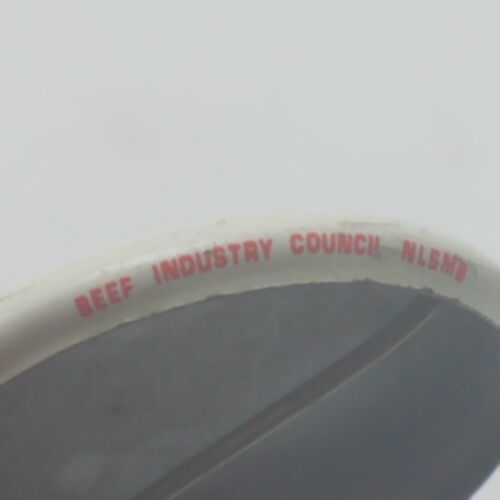 BEEF INDUSTRY COUNCIL NLSMB